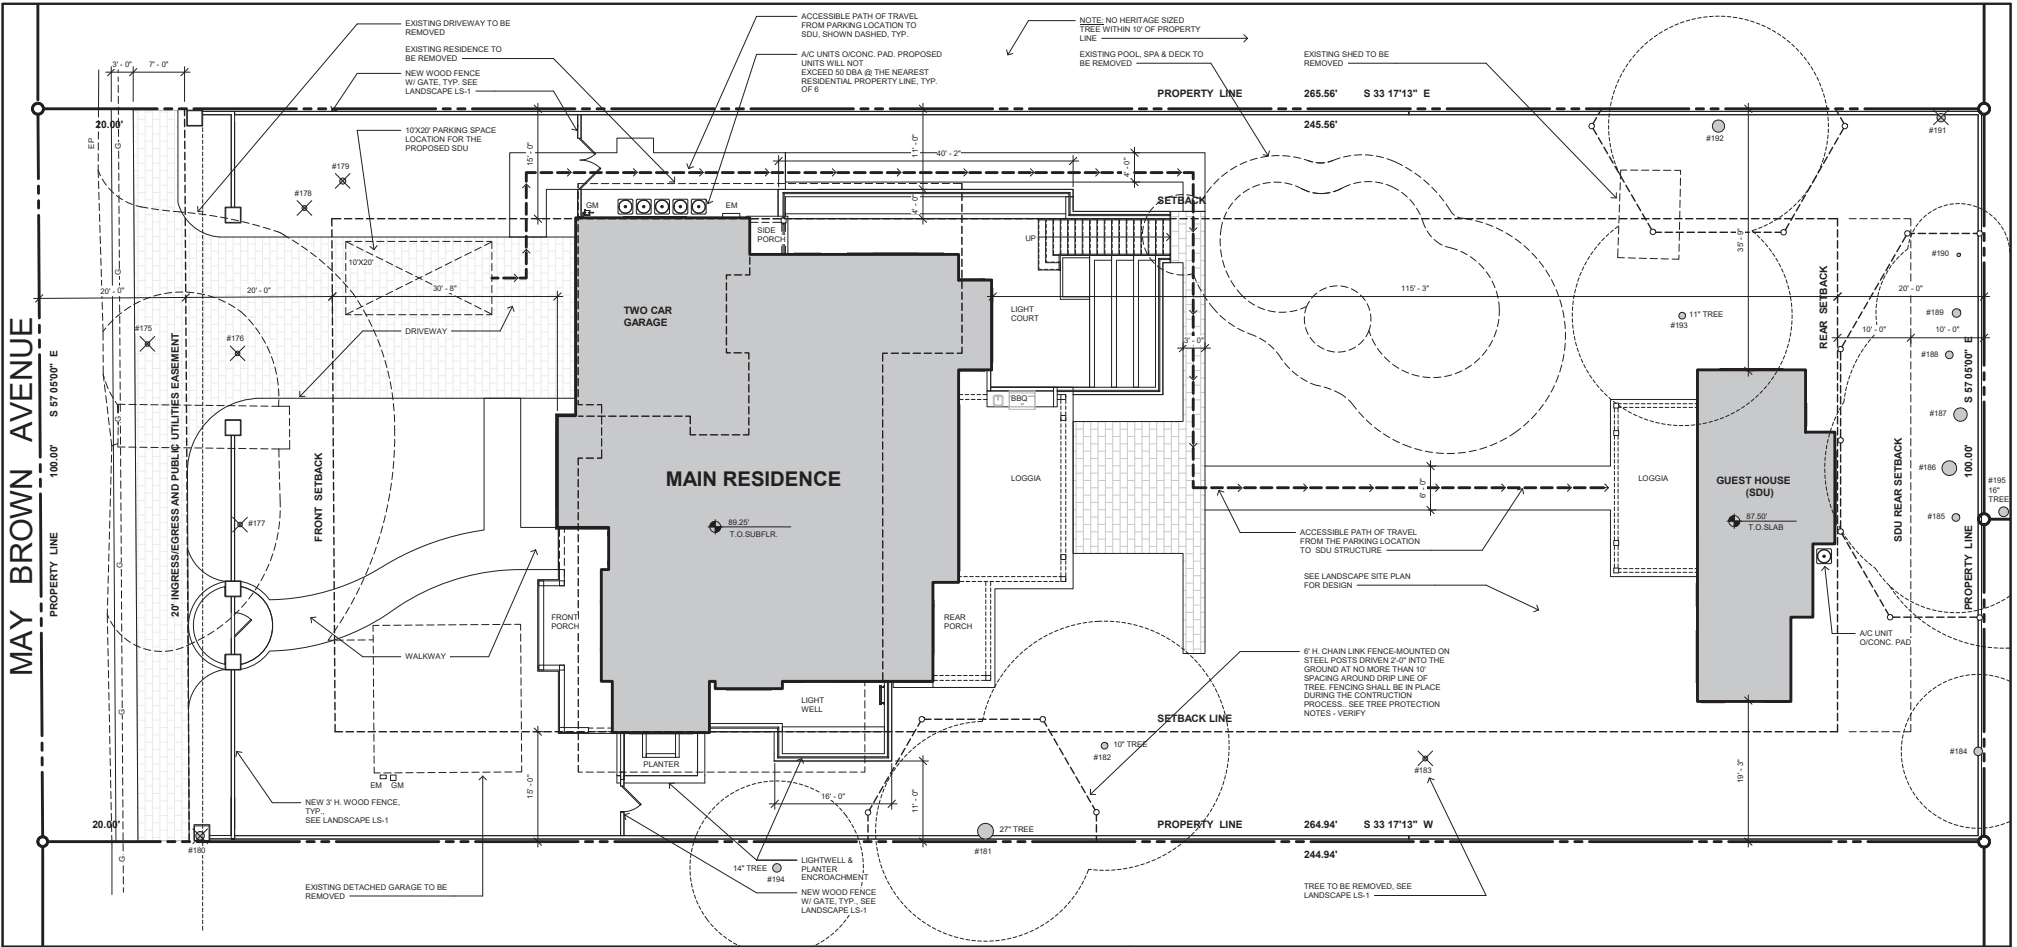 EXISTING DRIVEWAY TO BE
REMOVED
EXISTING RESIDENCE TO
BE REMOVED
NEW WOOD FENCE
W/ GATE, TYP. SEE
LANDSCAPE LS-1
ACCESSIBLE PATH OF TRAVEL
FROM PARKING LOCATION TO
SDU, SHOWN DASHED, TYP.
A/C UNITS O/CONC. PAD. PROPOSED
UNITS WILL NOT
EXCEED 50 DBA @ THE NEAREST
RESIDENTIAL PROPERTY LINE, TYP.
OF 6
NOTE: NO HERITAGE SIZED
TREE WITHIN 10' OF PROPERTY
LINE
EXISTING POOL, SPA & DECK TO
BE REMOVED
EXISTING SHED TO BE
REMOVED
3' - 0"
7' - 0"
PROPERTY LINE
265.56'
S 33 17'13" E
20.00'
245.56'
10'X20' PARKING SPACE
LOCATION FOR THE
PROPOSED SDU
EP
G
#179
#178
15' - 0"
11' - 0"
40' - 2"
4' - 0"
4' - 0"
#192
#191
GM
EM
SIDE
PORCH
SETBACK
UP
35' - 5"
#190
10'X20'
20' - 0"
20' - 0"
30' - 8"
TWO CAR
GARAGE
LIGHT
COURT
115' - 3"
20' - 0"
#175
#176
DRIVEWAY
3' - 0"
11" TREE
#193
REAR SETBACK
10' - 0"
10' - 0"
#189
#188
MAY BROWN AVENUE
PROPERTY LINE
100.00'
S 57 05'00" E
20' INGRESS/EGRESS AND PUBLIC UTILITIES EASEMENT
FRONT SETBACK
BBQ
S 57 05'00" E
#187
MAIN RESIDENCE
LOGGIA
6' - 0"
LOGGIA
GUEST HOUSE
(SDU)
SDU REAR SETBACK
100.00'
#186
#195
16"
TREE
#177
89.25'
T.O.SUBFLR.
87.50'
T.O.SLAB
#185
ACCESSIBLE PATH OF TRAVEL
FROM THE PARKING LOCATION
TO SDU STRUCTURE
SEE LANDSCAPE SITE PLAN
FOR DESIGN
PROPERTY LINE
FRONT
PORCH
REAR
PORCH
A/C UNIT
O/CONC. PAD
WALKWAY
6' H. CHAIN LINK FENCE-MOUNTED ON
STEEL POSTS DRIVEN 2'-0" INTO THE
GROUND AT NO MORE THAN 10'
SPACING AROUND DRIP LINE OF
TREE. FENCING SHALL BE IN PLACE
DURING THE CONTRUCTION
PROCESS.. SEE TREE PROTECTION
NOTES - VERIFY
LIGHT
WELL
SETBACK LINE
10" TREE
#182
#184
PLANTER
#183
19' - 3"
EM
GM
15' - 0"
16' - 0"
11' - 0"
NEW 3' H. WOOD FENCE,
TYP.,
SEE LANDSCAPE LS-1
20.00'
#180
27" TREE
#181
PROPERTY LINE
264.94'
S 33 17'13" W
244.94'
14" TREE
#194
LIGHTWELL &
PLANTER
ENCROACHMENT
NEW WOOD FENCE
W/ GATE, TYP., SEE
LANDSCAPE LS-1
EXISTING DETACHED GARAGE TO BE
REMOVED
TREE TO BE REMOVED, SEE
LANDSCAPE LS-1